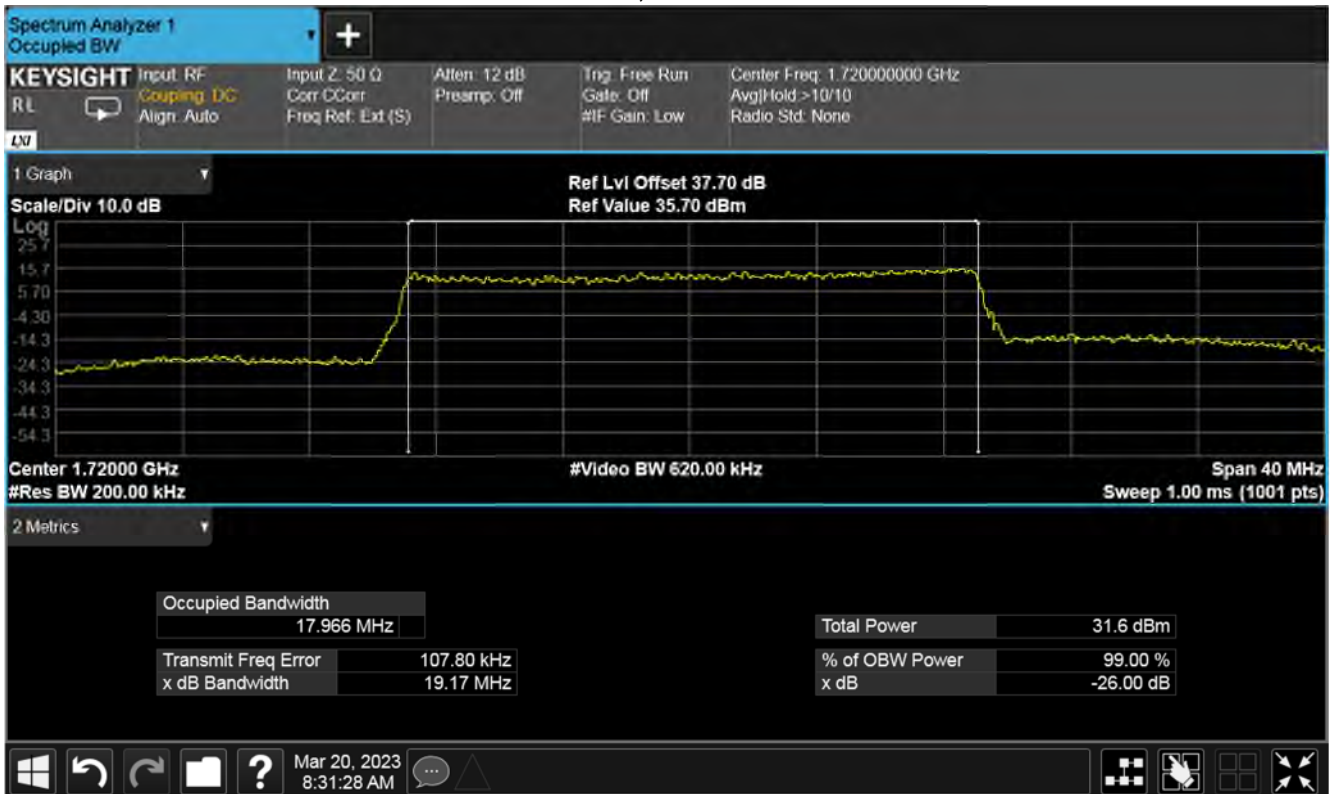 Spectrum Analyzer 1
Occupied BW
+
KEYSIGHT Input: RF Input Z: 50 Ω Atten: 12 dB Trig: Free Run Center Freq: 1.720000000 GHz
RL Coupling: DC Corr CCorr Preamp: Off Gate: Off Avg|Hold:>10/10
Align: Auto Freq Ref: Ext (S) #IF Gain: Low Radio Std: None
LXI
1 Graph
Ref Lvl Offset 37.70 dB
Scale/Div 10.0 dB Ref Value 35.70 dBm
Log
25.7
15.7
5.70
-4.30
-14.3
-24.3
-34.3
-44.3
-54.3
Center 1.72000 GHz #Video BW 620.00 kHz Span 40 MHz
#Res BW 200.00 kHz Sweep 1.00 ms (1001 pts)
2 Metrics
Occupied Bandwidth
17.966 MHz Total Power 31.6 dBm
Transmit Freq Error 107.80 kHz % of OBW Power 99.00 %
x dB Bandwidth 19.17 MHz x dB -26.00 dB
? Mar 20, 2023
8:31:28 AM